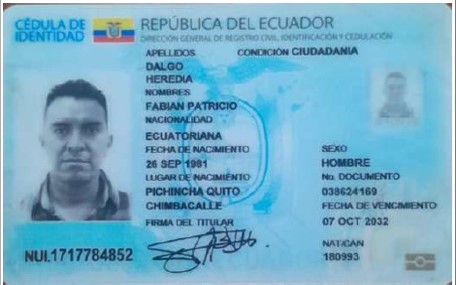 CÉDULA DE IDENTIDAD
REPÚBLICA DEL ECUADOR
DIRECCIÓN GENERAL DE REGISTRO CIVIL, IDENTIFICACIÓN Y CEDULACIÓN
APELLIDOS
CONDICIÓN CIUDADANIA
DALGO
HEREDIA
NOMBRES
FABIAN PATRICIO
NACIONALIDAD
ECUATORIANA
FECHA DE NACIMIENTO
SEXO
26 SEP 1981
HOMBRE
LUGAR DE NACIMIENTO
No. DOCUMENTO
PICHINCHA QUITO
038624169
CHIMBACALLE
FECHA DE VENCIMIENTO
FIRMA DEL TITULAR
07 OCT 2032
NAT/CAN
NUI.1717784852
180993